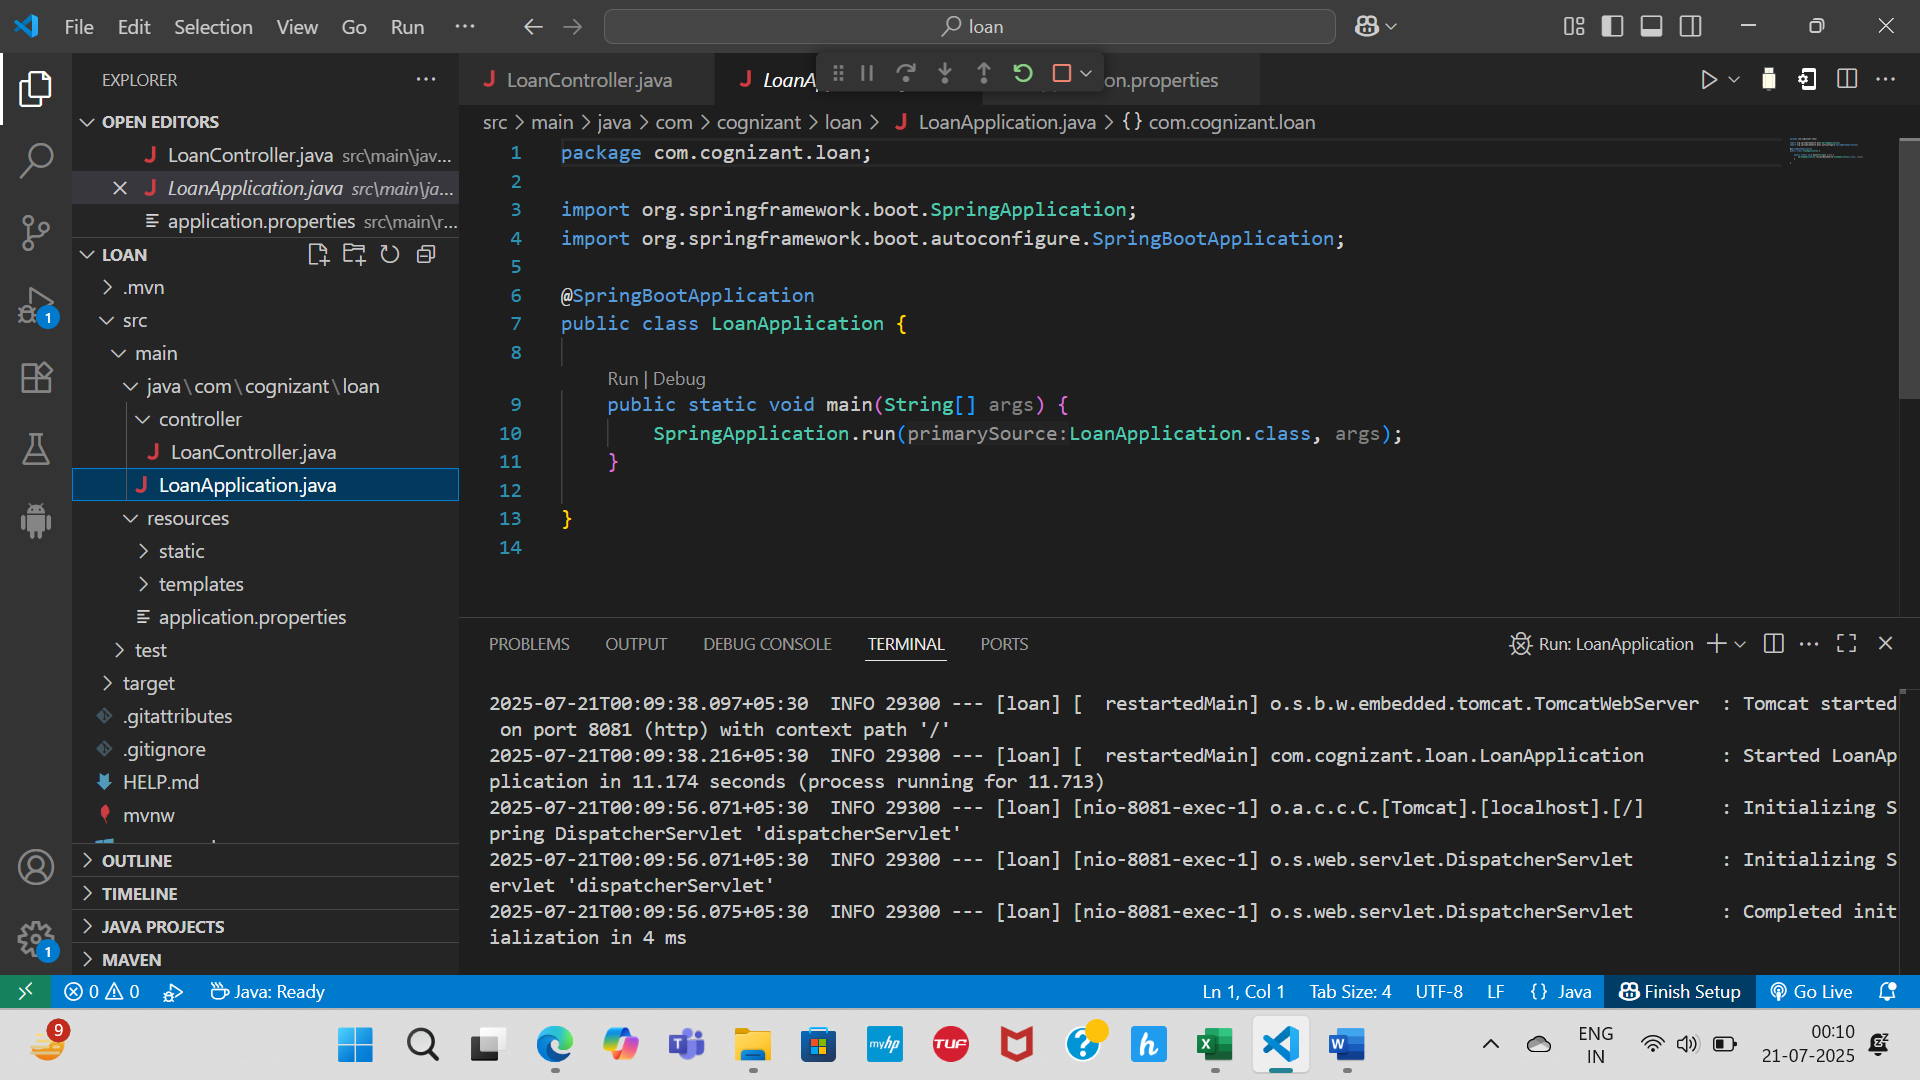 File Edit Selection View Go Run ··· loan
EXPLORER
OPEN EDITORS
LoanController.java src\main\jav...
LoanApplication.java src\main\ja...
application.properties src\main\r...
LOAN
.mvn
src
main
java\com\cognizant\loan
controller
LoanController.java
LoanApplication.java
resources
static
templates
application.properties
test
target
.gitattributes
.gitignore
HELP.md
mvnw
OUTLINE
TIMELINE
JAVA PROJECTS
MAVEN
LoanController.java LoanA on.properties
src > main > java > com > cognizant > loan > LoanApplication.java > {} com.cognizant.loan
1 package com.cognizant.loan;
2
3 import org.springframework.boot.SpringApplication;
4 import org.springframework.boot.autoconfigure.SpringBootApplication;
5
6 @SpringBootApplication
7 public class LoanApplication {
8
Run | Debug
9 public static void main(String[] args) {
10 SpringApplication.run(primarySource:LoanApplication.class, args);
11 }
12
13 }
14
PROBLEMS OUTPUT DEBUG CONSOLE TERMINAL PORTS Run: LoanApplication
2025-07-21T00:09:38.097+05:30 INFO 29300 --- [loan] [ restartedMain] o.s.b.w.embedded.tomcat.TomcatWebServer : Tomcat started
on port 8081 (http) with context path '/'
2025-07-21T00:09:38.216+05:30 INFO 29300 --- [loan] [ restartedMain] com.cognizant.loan.LoanApplication : Started LoanAp
plication in 11.174 seconds (process running for 11.713)
2025-07-21T00:09:56.071+05:30 INFO 29300 --- [loan] [nio-8081-exec-1] o.a.c.c.C.[Tomcat].[localhost].[/] : Initializing S
pring DispatcherServlet 'dispatcherServlet'
2025-07-21T00:09:56.071+05:30 INFO 29300 --- [loan] [nio-8081-exec-1] o.s.web.servlet.DispatcherServlet : Initializing S
ervlet 'dispatcherServlet'
2025-07-21T00:09:56.075+05:30 INFO 29300 --- [loan] [nio-8081-exec-1] o.s.web.servlet.DispatcherServlet : Completed init
ialization in 4 ms
1
1
0 0 Java: Ready Ln 1, Col 1 Tab Size: 4 UTF-8 LF {} Java Finish Setup Go Live
9 myhp TUF ENG 00:10
IN 21-07-2025